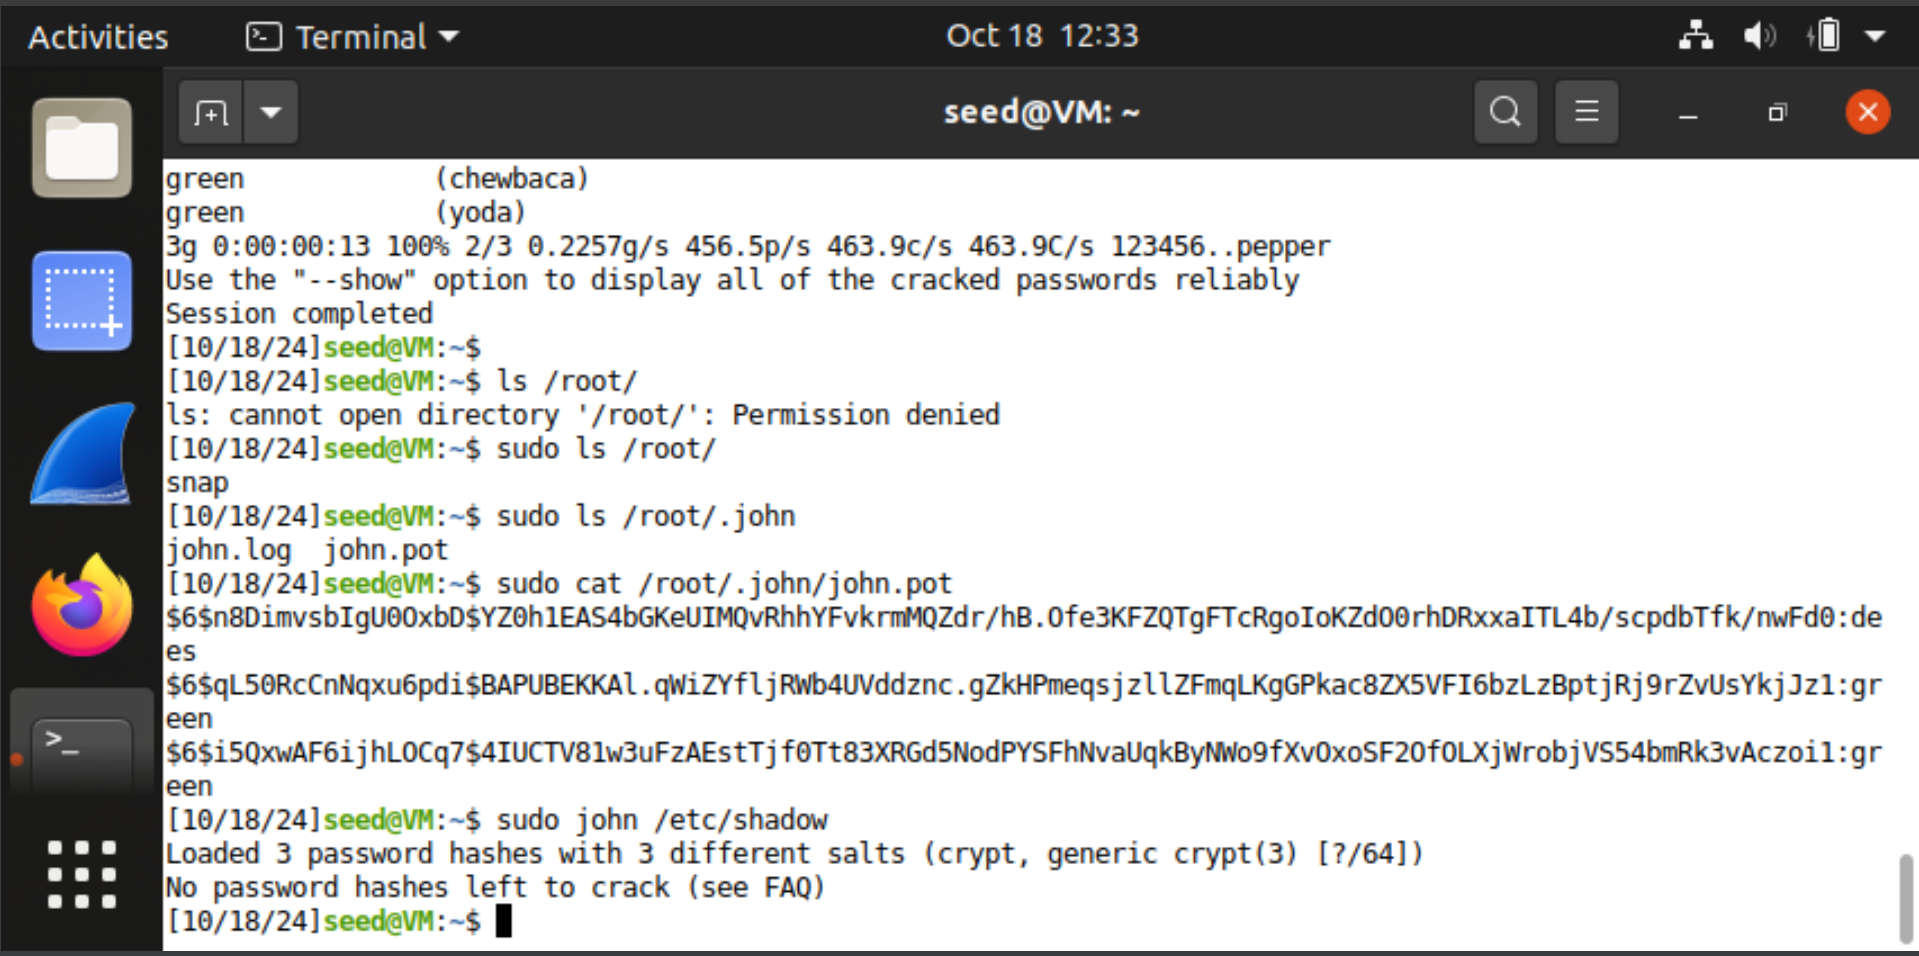 Activities Terminal Oct 18 12:33
seed@VM: ~
green (chewbaca)
green (yoda)
3g 0:00:00:13 100% 2/3 0.2257g/s 456.5p/s 463.9c/s 463.9C/s 123456..pepper
Use the "--show" option to display all of the cracked passwords reliably
Session completed
[10/18/24]seed@VM:~$
[10/18/24]seed@VM:~$ ls /root/
ls: cannot open directory '/root/': Permission denied
[10/18/24]seed@VM:~$ sudo ls /root/
snap
[10/18/24]seed@VM:~$ sudo ls /root/.john
john.log john.pot
[10/18/24]seed@VM:~$ sudo cat /root/.john/john.pot
$6$n8DimvsbIgU0OxbD$YZ0h1EAS4bGKeUIMQvRhhYFvkrmMQZdr/hB.Ofe3KFZQTgFTcRgoIoKZdO0rhDRxxaITL4b/scpdbTfk/nwFd0:de
es
$6$qL50RcCnNqxu6pdi$BAPUBEKKAl.qWiZYfljRWb4UVddznc.gZkHPmeqsjzllZFmqLKgGPkac8ZX5VFI6bzLzBptjRj9rZvUsYkjJz1:gr
een
$6$i5QxwAF6ijhLOCq7$4IUCTV81w3uFzAEstTjf0Tt83XRGd5NodPYSFhNvaUqkByNWo9fXvOxoSF2OfOLXjWrobjVS54bmRk3vAczoi1:gr
een
[10/18/24]seed@VM:~$ sudo john /etc/shadow
Loaded 3 password hashes with 3 different salts (crypt, generic crypt(3) [?/64])
No password hashes left to crack (see FAQ)
[10/18/24]seed@VM:~$